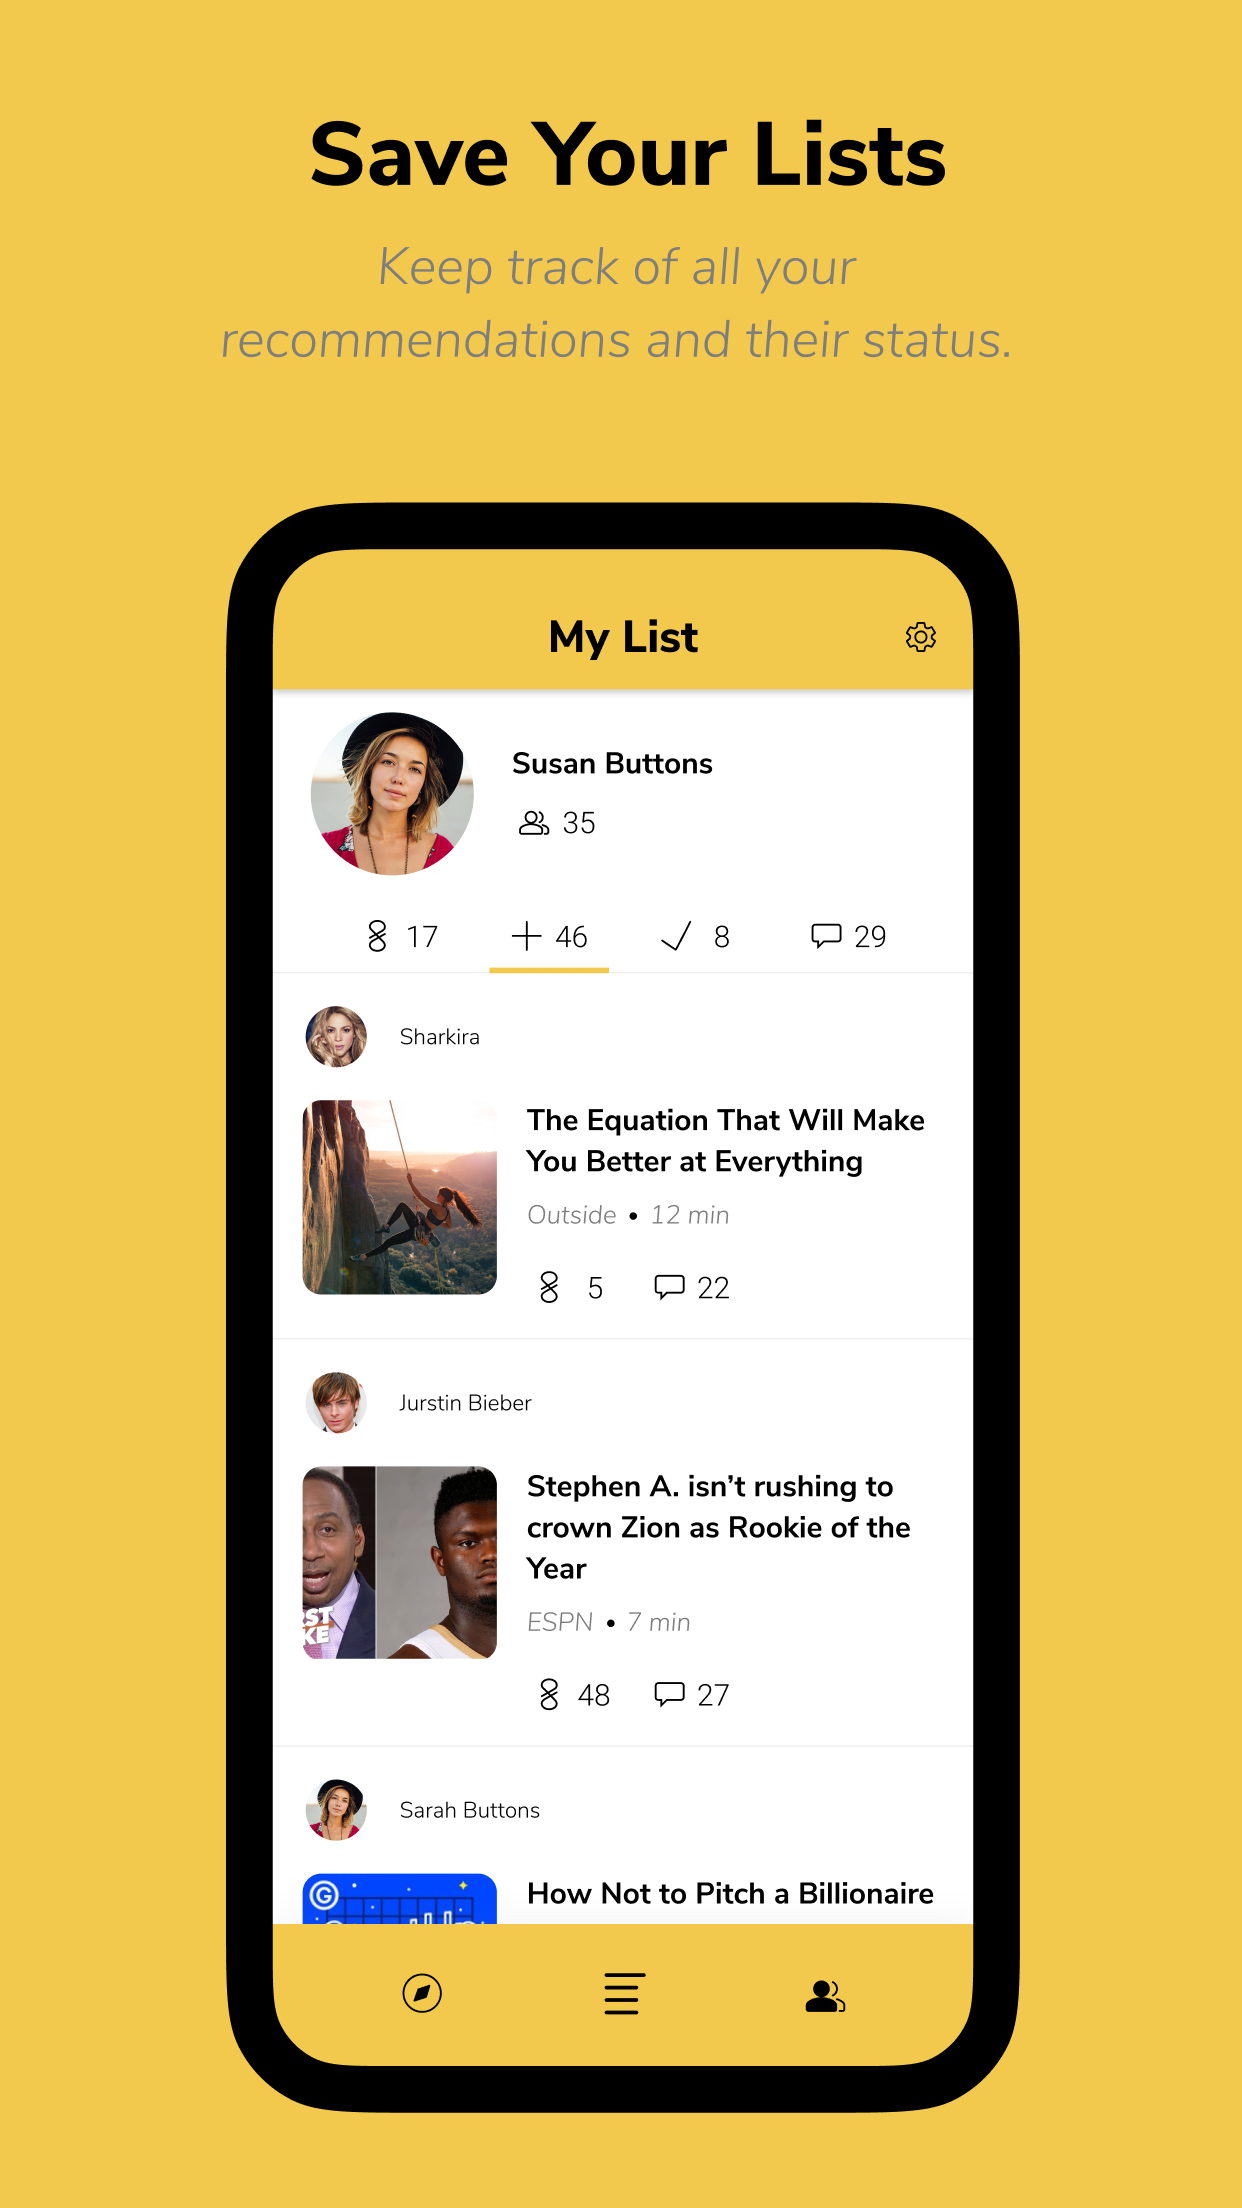 Save Your Lists
Keep track of all your
recommendations and their status.
My List
Susan Buttons
35
17 46 8 29
Sharkira
The Equation That Will Make
You Better at Everything
Outside • 12 min
5 22
Jurstin Bieber
ST
KE
Stephen A. isn’t rushing to
crown Zion as Rookie of the
Year
ESPN • 7 min
48 27
Sarah Buttons
G
How Not to Pitch a Billionaire